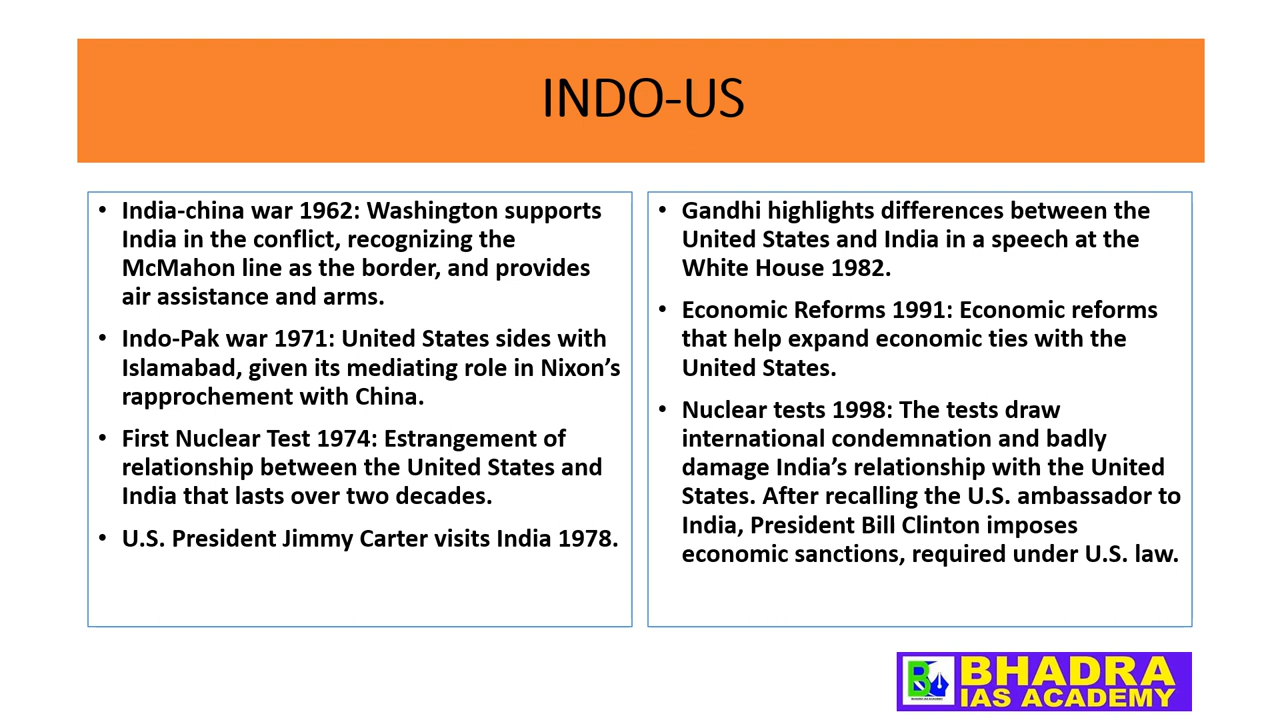 INDO-US
• India-china war 1962: Washington supports
India in the conflict, recognizing the
McMahon line as the border, and provides
air assistance and arms.
• Indo-Pak war 1971: United States sides with
Islamabad, given its mediating role in Nixon’s
rapprochement with China.
• First Nuclear Test 1974: Estrangement of
relationship between the United States and
India that lasts over two decades.
• U.S. President Jimmy Carter visits India 1978.
• Gandhi highlights differences between the
United States and India in a speech at the
White House 1982.
• Economic Reforms 1991: Economic reforms
that help expand economic ties with the
United States.
• Nuclear tests 1998: The tests draw
international condemnation and badly
damage India’s relationship with the United
States. After recalling the U.S. ambassador to
India, President Bill Clinton imposes
economic sanctions, required under U.S. law.
BHADRA
IAS ACADEMY